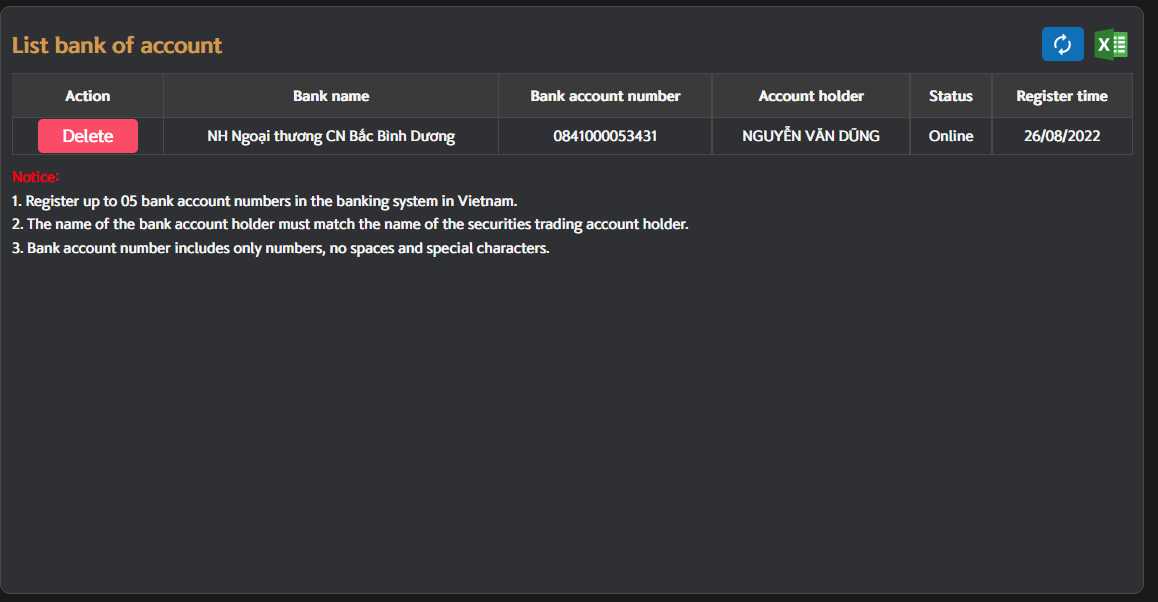 List bank of account
X
Action Bank name Bank account number Account holder Status Register time
Delete NH Ngoại thương CN Bắc Bình Dương 0841000053431 NGUYỄN VĂN DŨNG Online 26/08/2022
Notice:
1. Register up to 05 bank account numbers in the banking system in Vietnam.
2. The name of the bank account holder must match the name of the securities trading account holder.
3. Bank account number includes only numbers, no spaces and special characters.